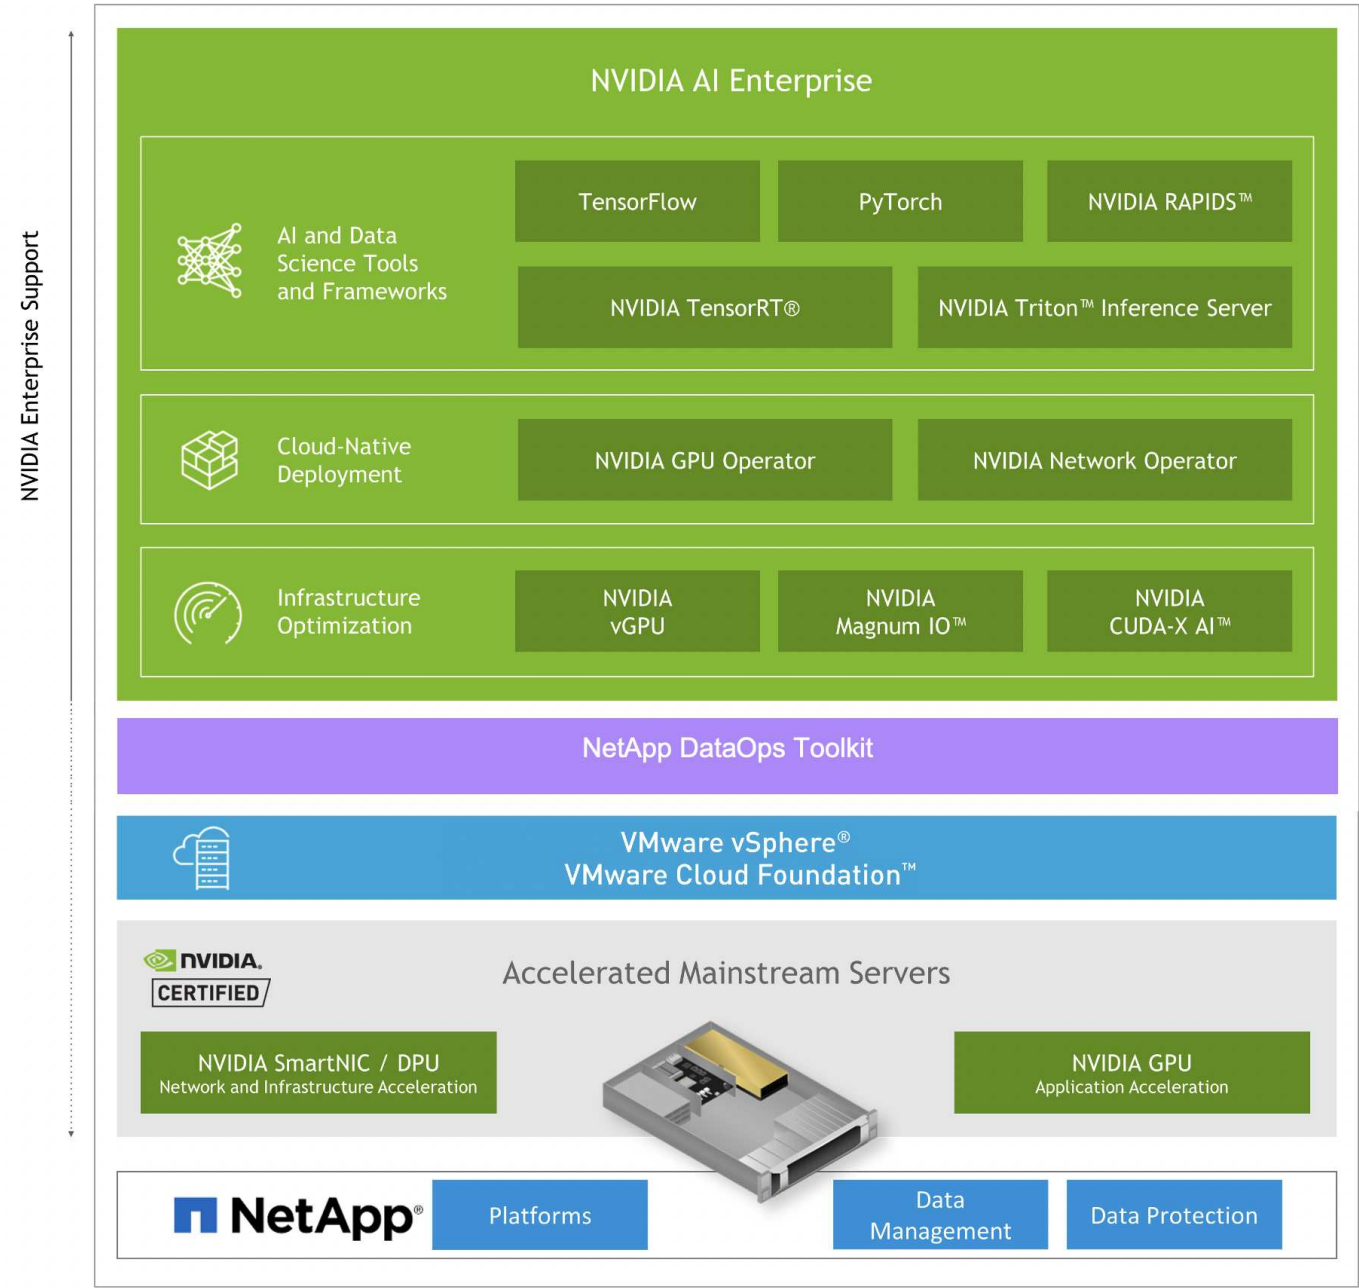 NVIDIA Enterprise Support
NVIDIA AI Enterprise
AI and Data
Science Tools
and Frameworks
TensorFlow
PyTorch
NVIDIA RAPIDS™
NVIDIA TensorRT®
NVIDIA Triton™ Inference Server
Cloud-Native
Deployment
NVIDIA GPU Operator
NVIDIA Network Operator
Infrastructure
Optimization
NVIDIA
vGPU
NVIDIA
Magnum IO™
NVIDIA
CUDA-X AI™
NetApp DataOps Toolkit
VMware vSphere®
VMware Cloud Foundation™
NVIDIA.
CERTIFIED
Accelerated Mainstream Servers
NVIDIA SmartNIC / DPU
Network and Infrastructure Acceleration
NVIDIA GPU
Application Acceleration
NetApp®
Platforms
Data
Management
Data Protection